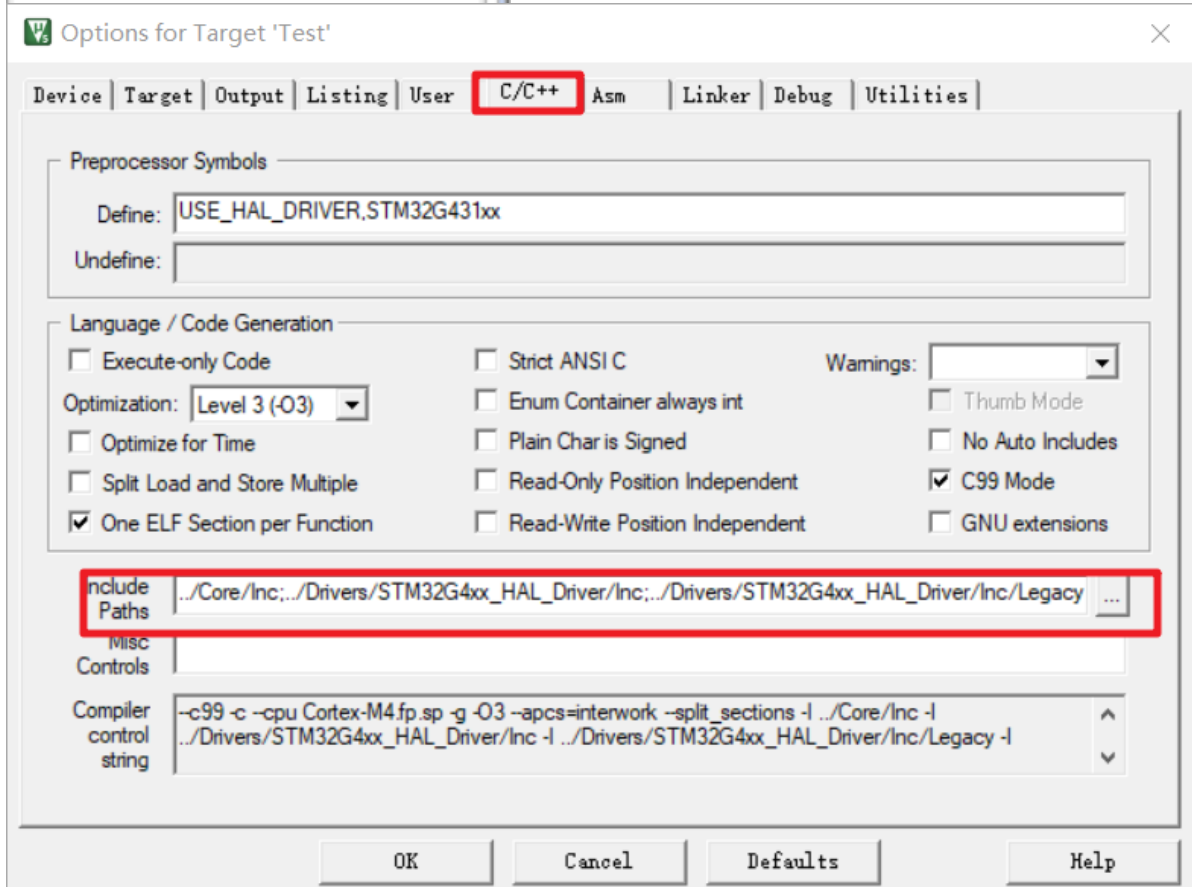 Options for Target 'Test'
Device Target Output Listing User C/C++ Asm Linker Debug Utilities
Preprocessor Symbols
Define: USE_HAL_DRIVER,STM32G431xx
Undefine:
Language / Code Generation
Execute-only Code Strict ANSI C Warnings:
Optimization: Level 3 (-O3) Enum Container always int Thumb Mode
Optimize for Time Plain Char is Signed No Auto Includes
Split Load and Store Multiple Read-Only Position Independent C99 Mode
One ELF Section per Function Read-Write Position Independent GNU extensions
Include Paths ../Core/Inc;../Drivers/STM32G4xx_HAL_Driver/Inc;../Drivers/STM32G4xx_HAL_Driver/Inc/Legacy ...
Misc Controls
Compiler control string --c99 -c --cpu Cortex-M4.fp.sp -g -O3 --apcs=interwork --split_sections -I ../Core/Inc -I
../Drivers/STM32G4xx_HAL_Driver/Inc -I ../Drivers/STM32G4xx_HAL_Driver/Inc/Legacy -I
OK Cancel Defaults Help